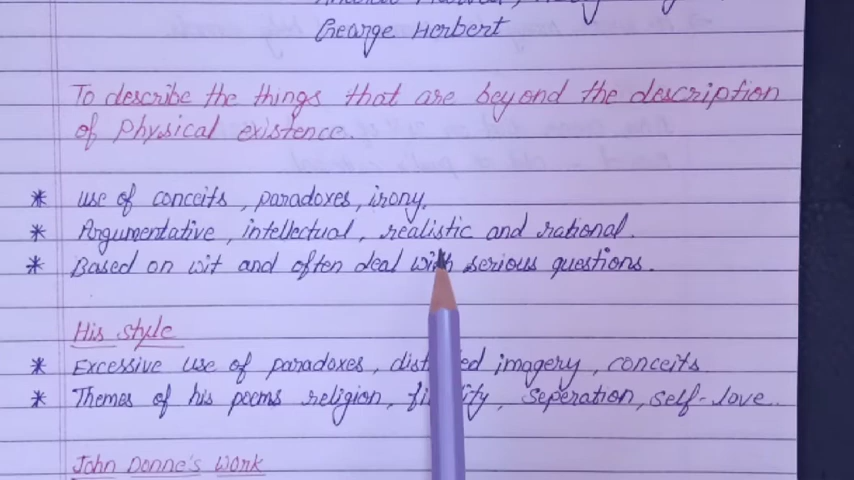 George Herbert
To describe the things that are beyond the description
of physical existence.
* use of conceits, paradoxes, irony.
* Argumentative, intellectual, realistic and rational.
* Based on wit and often deal with serious questions.
His style
* Excessive use of paradoxes, imagery, conceits
* Themes of his poems religion, seperation, self-love..
John Donne's Work